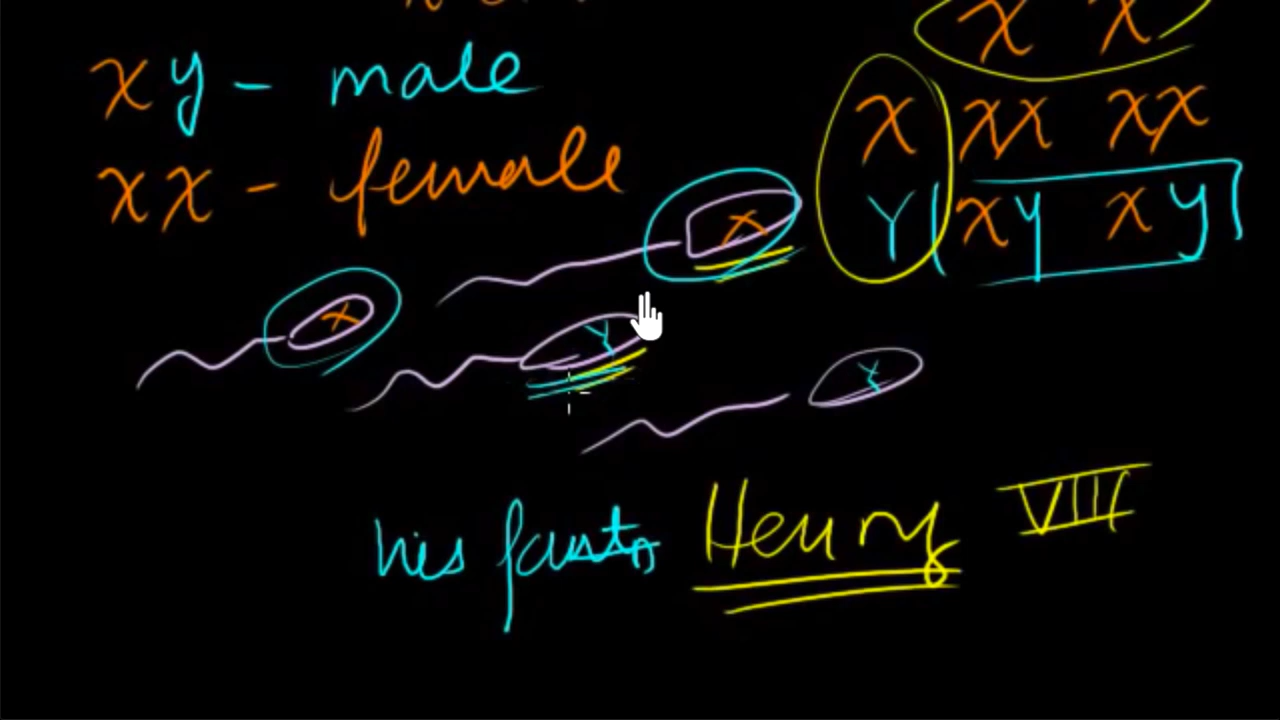 X X
xy - male
X XX XX
xx - female
Y XY XY
X
X
Y
Y
his fault Henry VIII